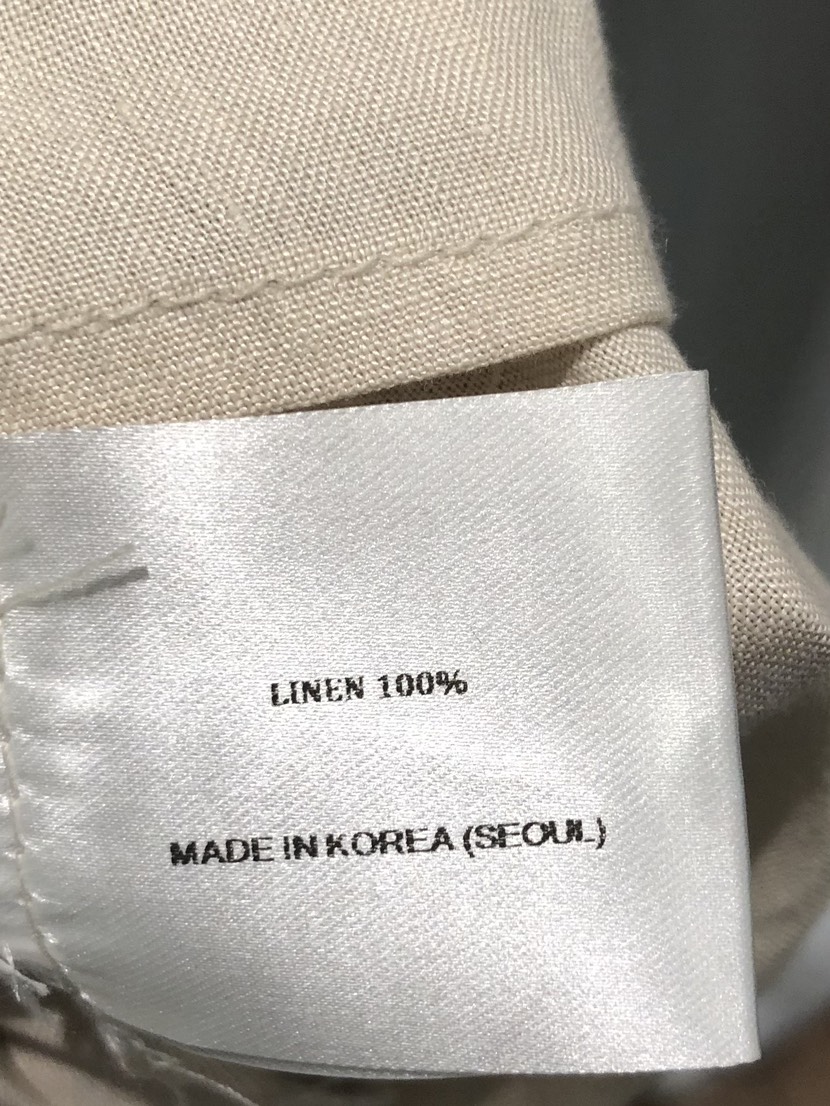 LINEN 100%
MADE IN KOREA (SEOUL)